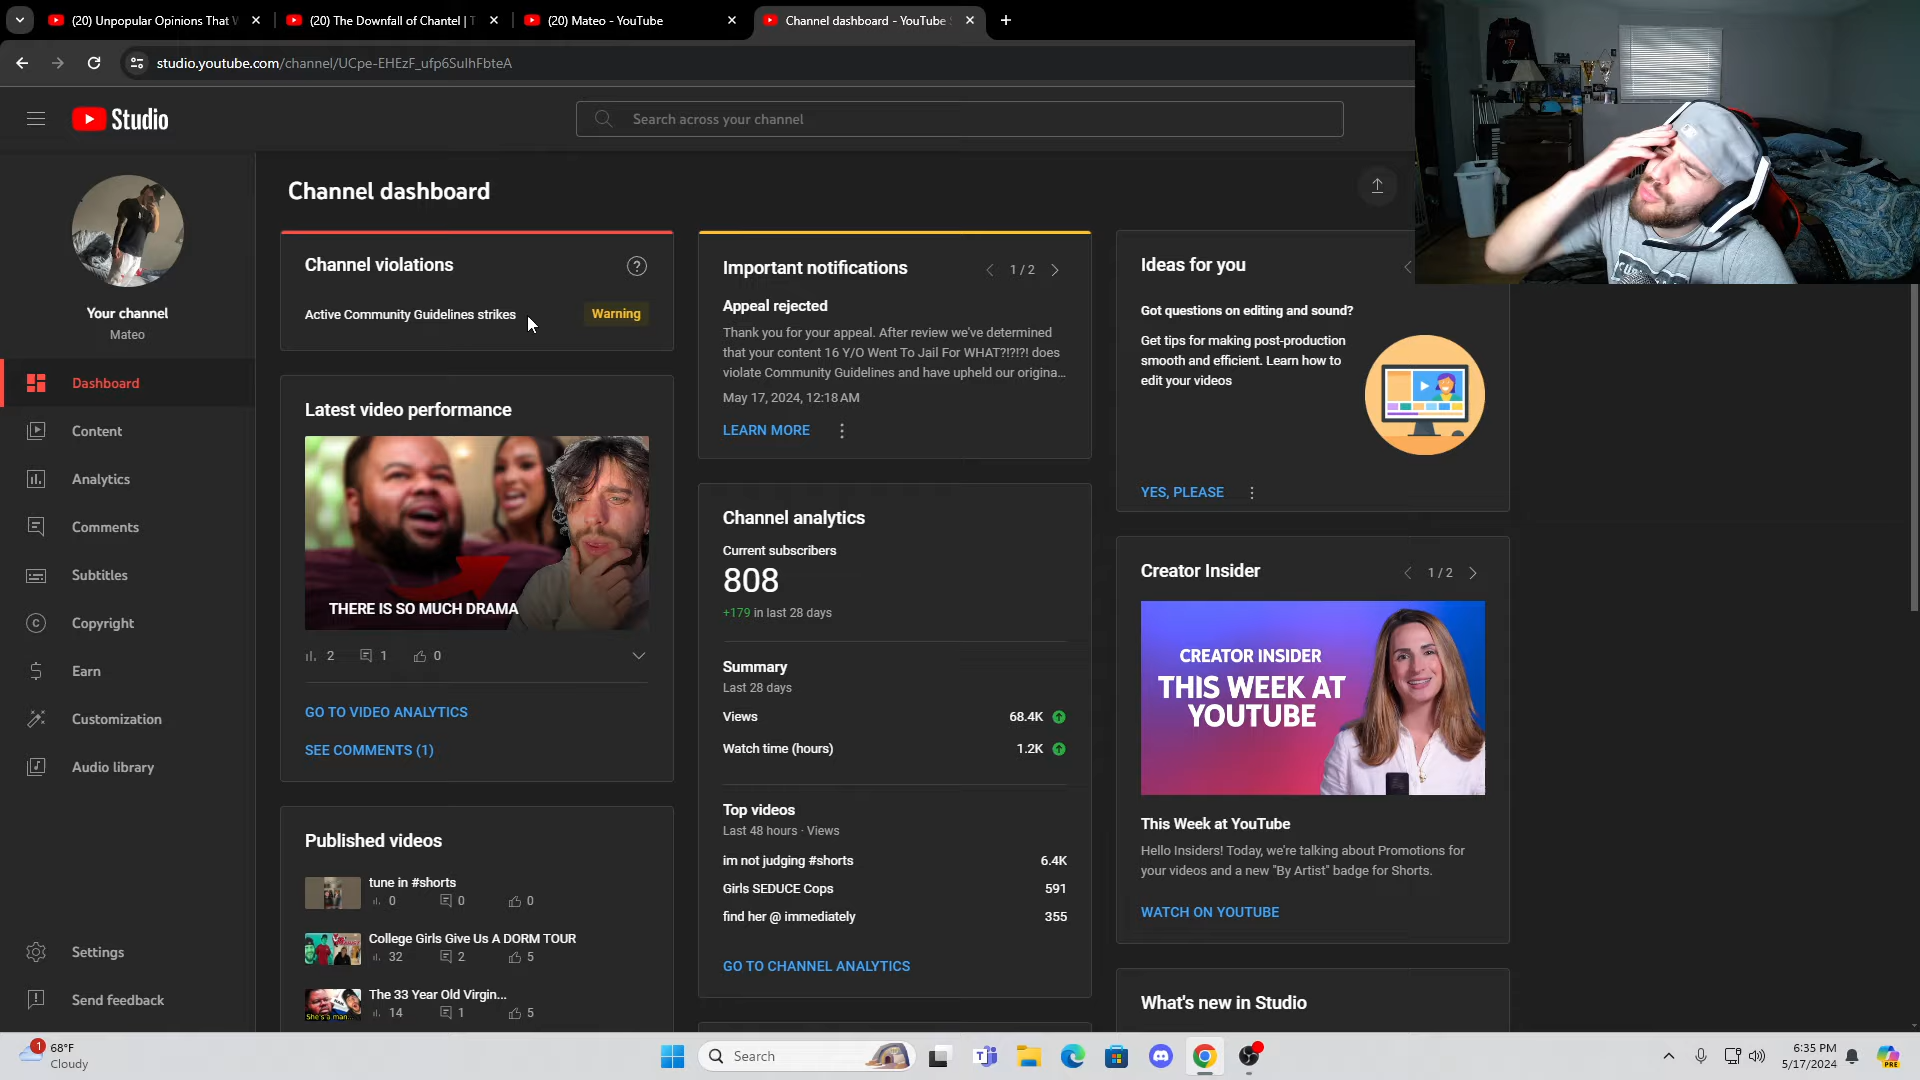 (20) Unpopular Opinions That
(20) The Downfall of Chantel |
(20) Mateo - YouTube
Channel dashboard - YouTube
studio.youtube.com/channel/UCpe-EHEzF_ufp6SulhFbteA
Studio
Search across your channel
Your channel
Mateo
Dashboard
Content
Analytics
Comments
Subtitles
Copyright
Earn
Customization
Audio library
Settings
Send feedback
Channel dashboard
Channel violations
Active Community Guidelines strikes
Warning
Latest video performance
THERE IS SO MUCH DRAMA
2 1 0
GO TO VIDEO ANALYTICS
SEE COMMENTS (1)
Published videos
tune in #shorts
0 0 0
College Girls Give Us A DORM TOUR
32 2 5
The 33 Year Old Virgin...
She's a man...
14 1 5
Important notifications
1 / 2
Appeal rejected
Thank you for your appeal. After review we've determined
that your content 16 Y/O Went To Jail For WHAT?!?!?! does
violate Community Guidelines and have upheld our origina...
May 17, 2024, 12:18 AM
LEARN MORE
Channel analytics
Current subscribers
808
+179 in last 28 days
Summary
Last 28 days
Views 68.4K
Watch time (hours) 1.2K
Top videos
Last 48 hours · Views
im not judging #shorts 6.4K
Girls SEDUCE Cops 591
find her @ immediately 355
GO TO CHANNEL ANALYTICS
Ideas for you
Got questions on editing and sound?
Get tips for making post-production
smooth and efficient. Learn how to
edit your videos
YES, PLEASE
Creator Insider
1 / 2
CREATOR INSIDER
THIS WEEK AT
YOUTUBE
This Week at YouTube
Hello Insiders! Today, we're talking about Promotions for
your videos and a new "By Artist" badge for Shorts.
WATCH ON YOUTUBE
What's new in Studio
7
1
68°F
Cloudy
Search
PRE
6:35 PM
5/17/2024